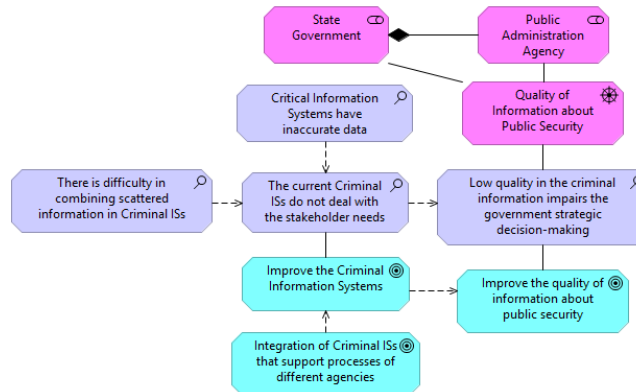 State
Government
Public
Administration
Agency
Critical Information
Systems have
inaccurate data
Quality of
Information about
Public Security
There is difficulty in
combining scattered
information in Criminal ISs
The current Criminal
ISs do not deal with
the stakeholder needs
Low quality in the criminal
information impairs the
government strategic
decision-making
Improve the Criminal
Information Systems
Improve the quality of
information about
public security
Integration of Criminal ISs
that support processes of
different agencies